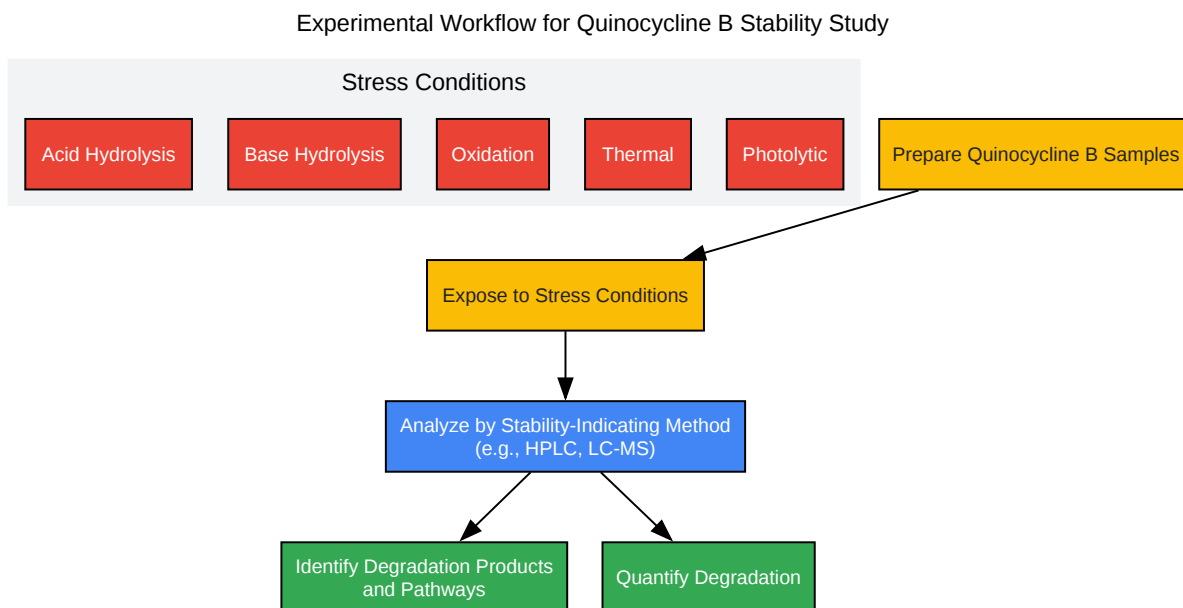 Experimental Workflow for Quinocycline B Stability Study
Stress Conditions
Acid Hydrolysis
Base Hydrolysis
Oxidation
Thermal
Photolytic
Prepare Quinocycline B Samples
Expose to Stress Conditions
Analyze by Stability-Indicating Method
(e.g., HPLC, LC-MS)
Identify Degradation Products
and Pathways
Quantify Degradation